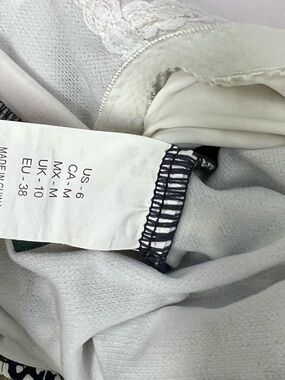 US - 6
CA - M
MX - M
UK - 10
EU - 38
MADE IN CHINA